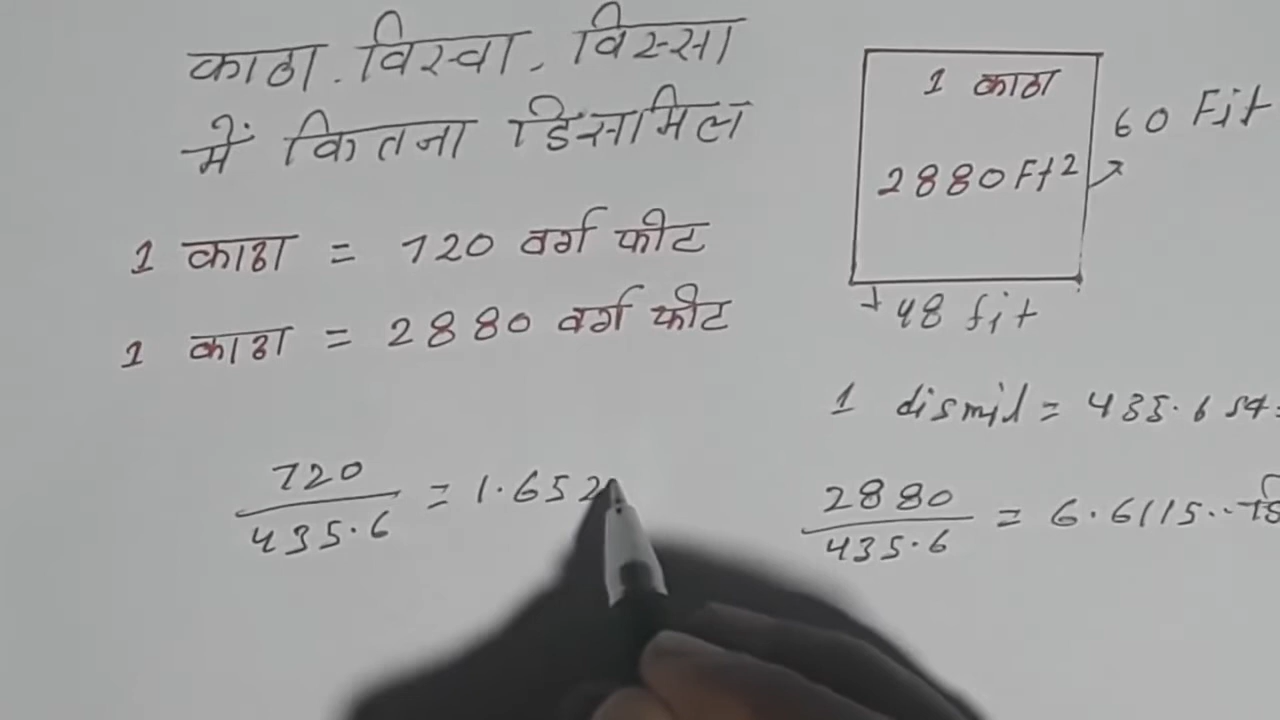 काठा . विस्वा , विस्सा
में कितना डिसमिल
1 काठा = 720 वर्ग फीट
1 काठा = 2880 वर्ग फीट
720
435.6
= 1.652
1 काठा
2880 Ft²
60 Fit
48 fit
1 dismil = 435.6
2880
435.6
= 6.6115..